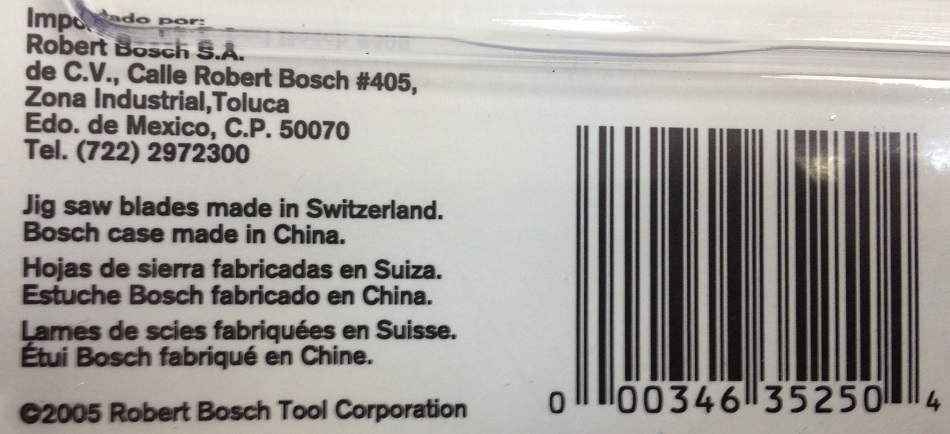 Importado por:
Robert Bosch S.A.
de C.V., Calle Robert Bosch #405,
Zona Industrial,Toluca
Edo. de Mexico, C.P. 50070
Tel. (722) 2972300
Jig saw blades made in Switzerland.
Bosch case made in China.
Hojas de sierra fabricadas en Suiza.
Estuche Bosch fabricado en China.
Lames de scies fabriquées en Suisse.
Étui Bosch fabriqué en Chine.
©2005 Robert Bosch Tool Corporation
0 00346 35250 4